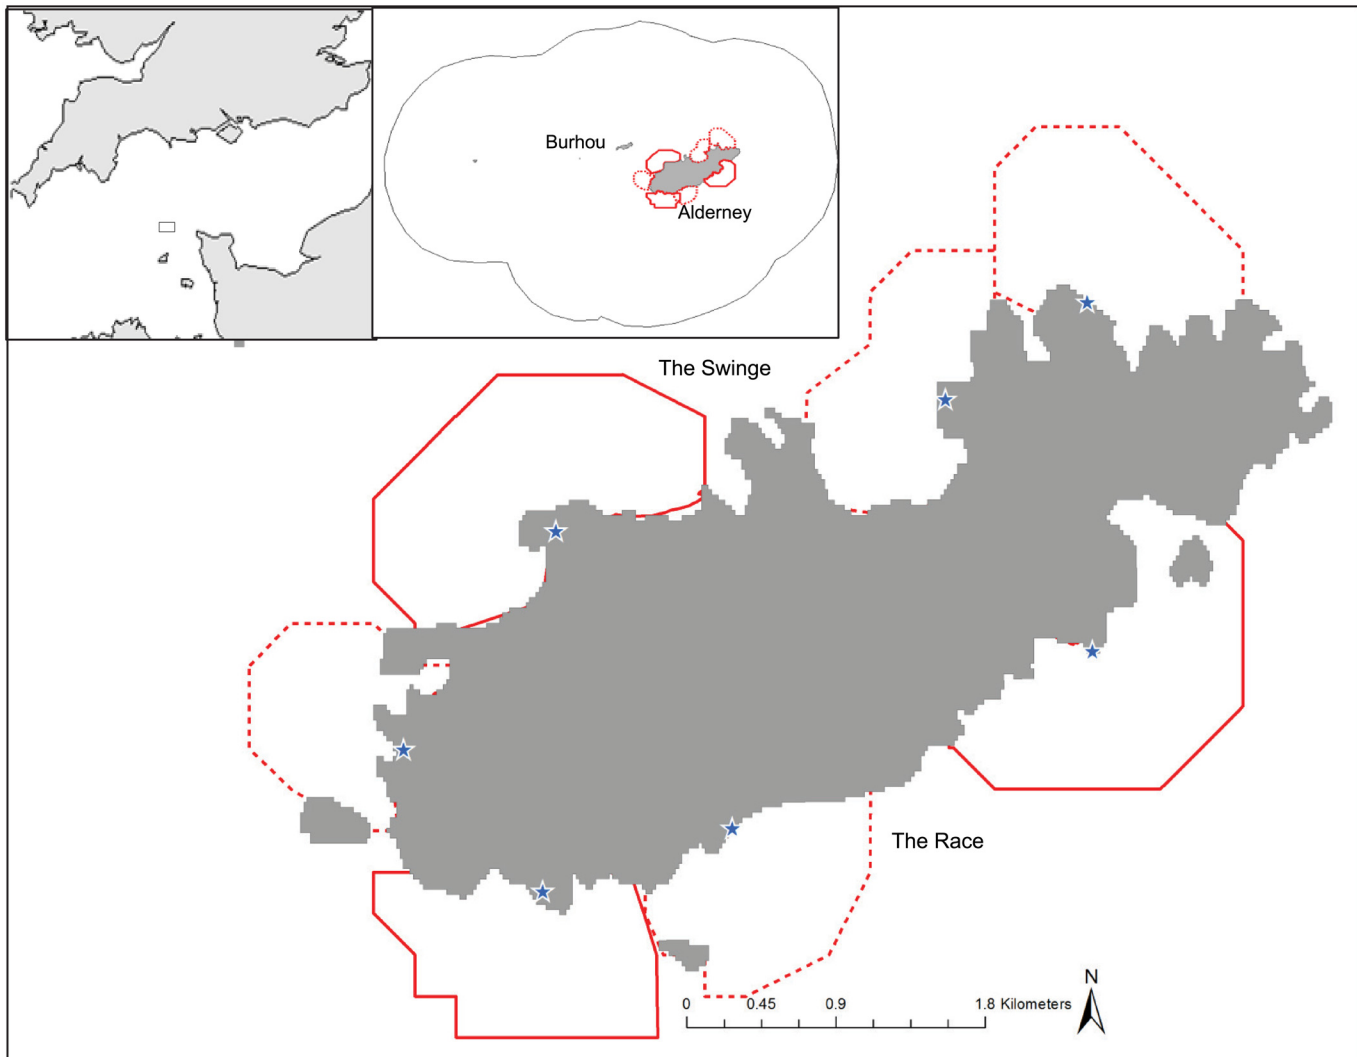 Burhou
Alderney
The Swinge
The Race
N
0 0.45 0.9 1.8 Kilometers